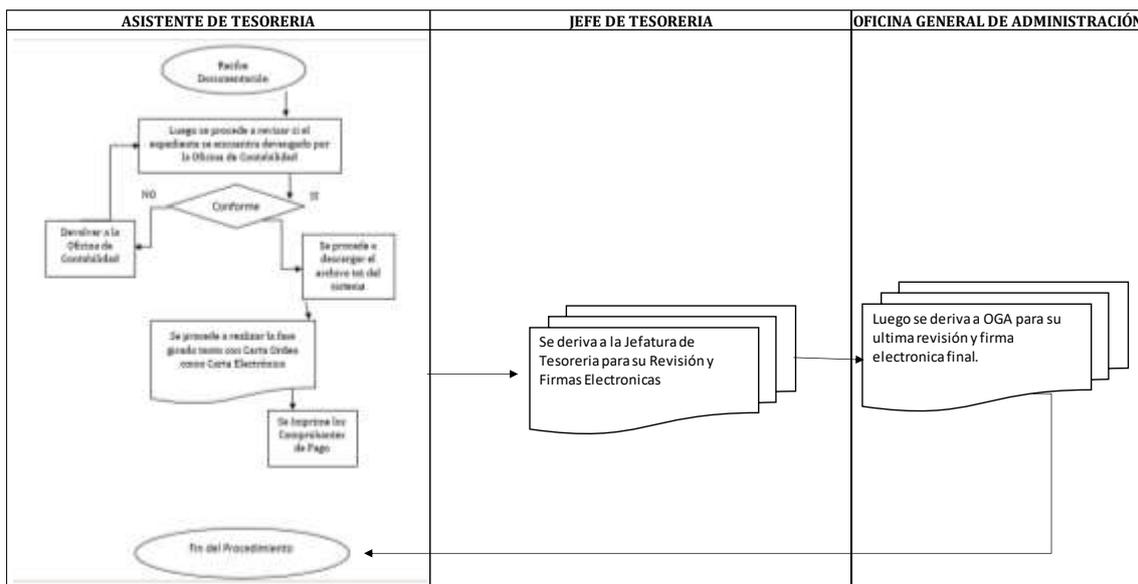 ASISTENTE DE TESORERIA
JEFE DE TESORERIA
OFICINA GENERAL DE ADMINISTRACIÓN
Recibe
Documentación
Luego se procede a revisar si el
expediente se encuentra devengado por
la Oficina de Contabilidad
NO
SI
Conforme
Devolver a la
Oficina de
Contabilidad
Se procede a
descargar el
archivo txt del
sistema
Se procede a realizar la fase
girado tanto con Carta Orden
como Carta Electrónica
Se Imprime los
Comprobantes
de Pago
Fin del Procedimiento
Se deriva a la Jefatura de
Tesoreria para su Revisión y
Firmas Electronicas
Luego se deriva a OGA para su
ultima revisión y firma
electronica final.